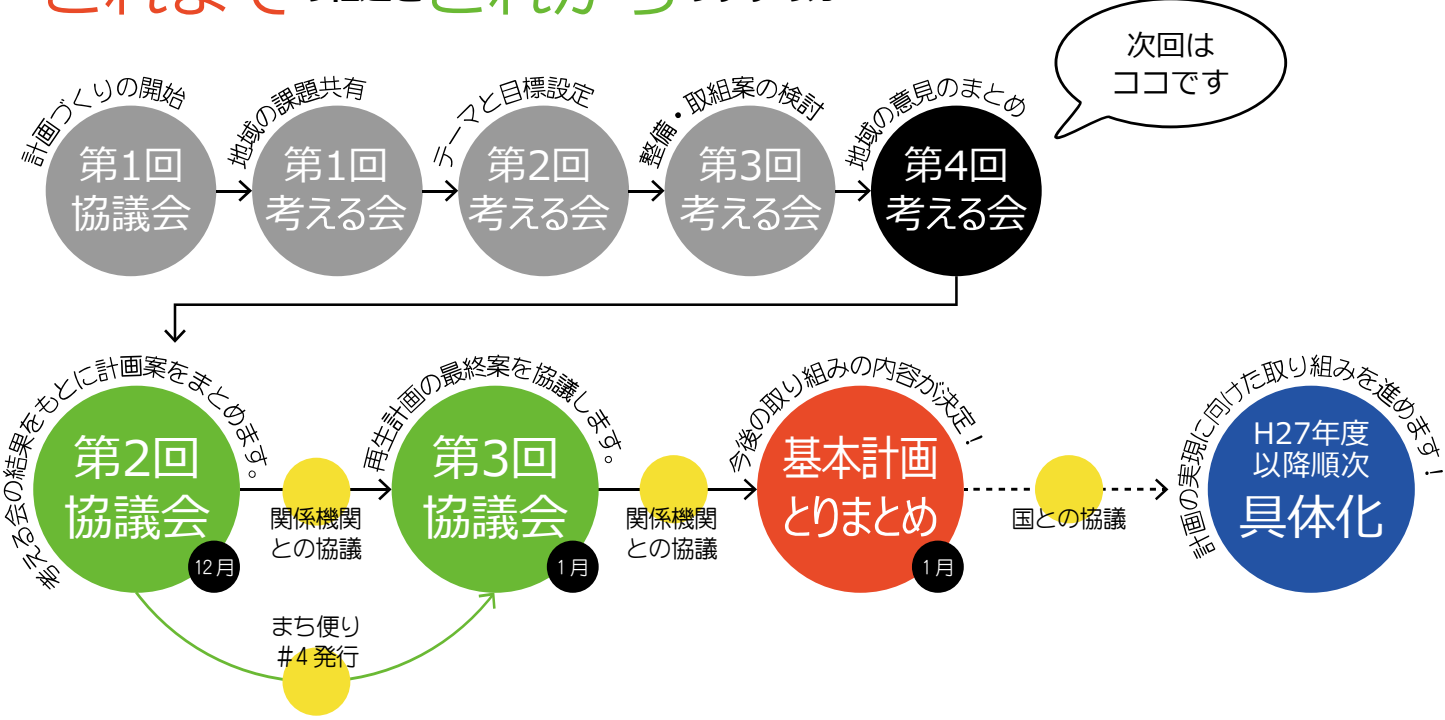 これまで
これから
次回は
ココです
計画づくりの開始
第1回
協議会
地域の課題共有
第1回
考える会
テーマと目標設定
第2回
考える会
整備・取組案の検討
第3回
考える会
地域の意見のまとめ
第4回
考える会
考える会の結果をもとに計画案をまとめます。
第2回
協議会
12月
関係機関
との協議
再生計画の最終案を協議します。
第3回
協議会
1月
関係機関
との協議
今後の取り組みの内容が決定！
基本計画
とりまとめ
1月
国との協議
計画の実現に向けた取り組みを進めます！
H27年度
以降順次
具体化
まち便り
#4発行